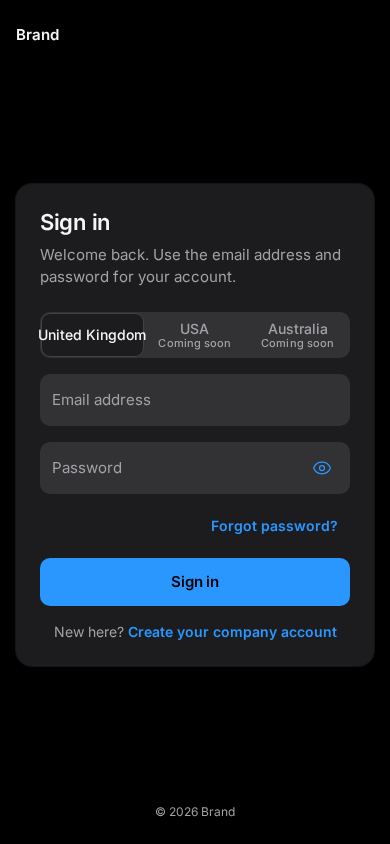 Brand
Sign in
Welcome back. Use the email address and
password for your account.
United Kingdom
USA
Coming soon
Australia
Coming soon
Email address
Password
Forgot password?
Sign in
New here? Create your company account
© 2026 Brand